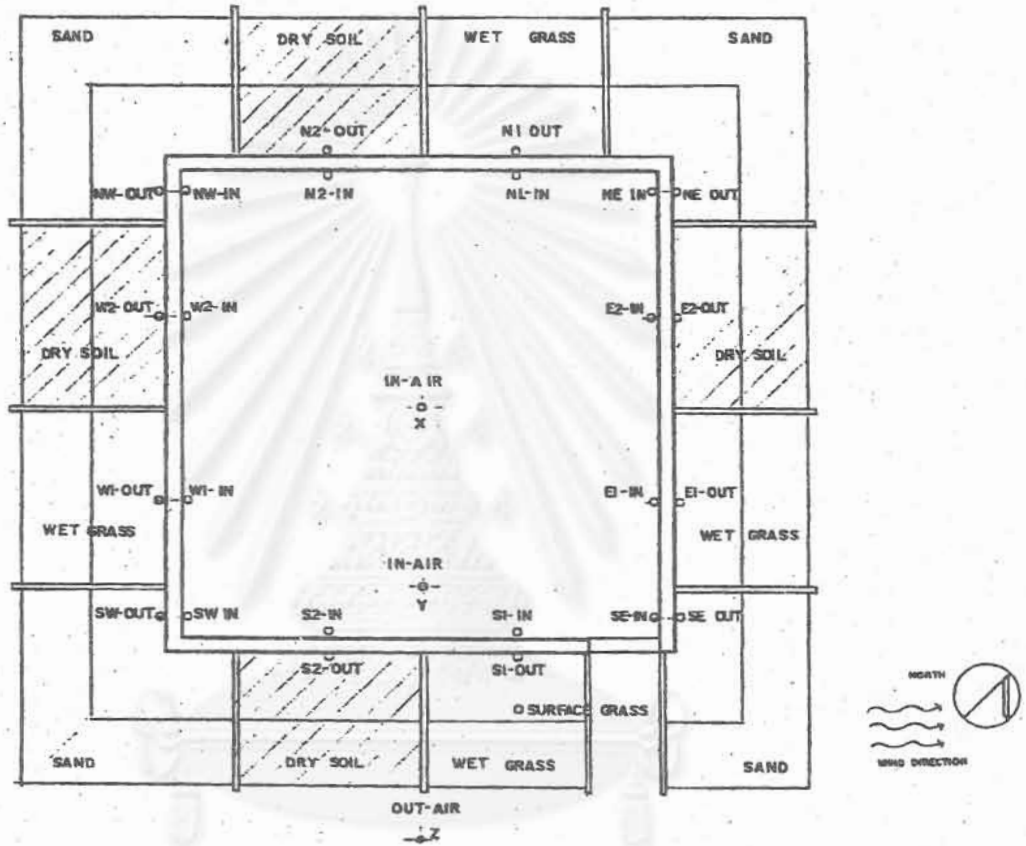 SAND DRY SOIL WET GRASS SAND
N2-OUT N1 OUT
NW-OUT NW-IN N2-IN N1-IN NE IN NE OUT
W2-OUT W2-IN E2-IN E2-OUT
DRY SOIL DRY SOIL
IN-AIR
X
W1-OUT W1-IN E1-IN E1-OUT
WET GRASS WET GRASS
IN-AIR
Y
SW-OUT SW IN S2-IN S1-IN SE-IN SE OUT
S2-OUT S1-OUT
NORTH
SURFACE GRASS
SAND DRY SOIL WET GRASS SAND
WIND DIRECTION
OUT-AIR
Z